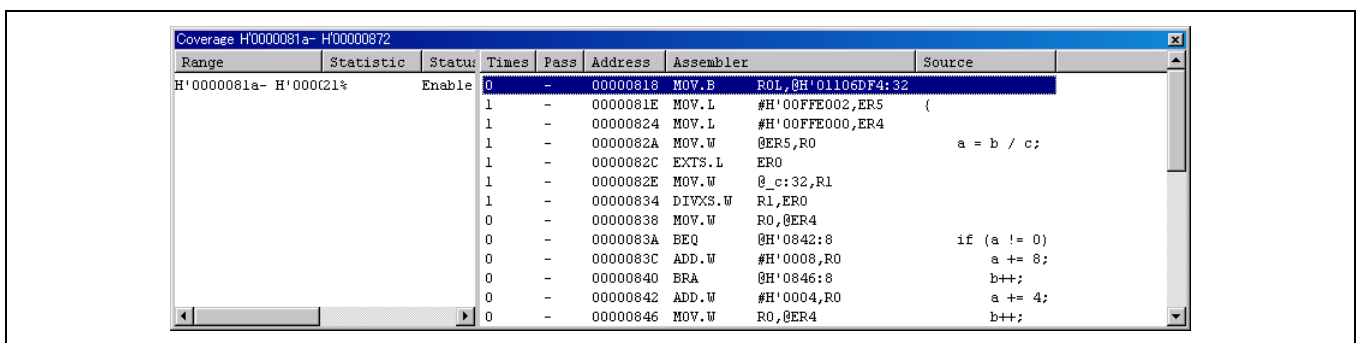 Coverage H'0000081a- H'00000872
Range Statistic Status Times Pass Address Assembler Source
H'0000081a- H'000(21% Enable 0 - 00000818 MOV.B R0L,@H'01106DF4:32
1 - 0000081E MOV.L #H'00FFE002,ER5 {
1 - 00000824 MOV.L #H'00FFE000,ER4
1 - 0000082A MOV.W @ER5,R0 a = b / c;
1 - 0000082C EXTS.L ER0
1 - 0000082E MOV.W @_c:32,R1
1 - 00000834 DIVXS.W R1,ER0
0 - 00000838 MOV.W R0,@ER4
0 - 0000083A BEQ @H'0842:8 if (a != 0)
0 - 0000083C ADD.W #H'0008,R0 a += 8;
0 - 00000840 BRA @H'0846:8 b++;
0 - 00000842 ADD.W #H'0004,R0 a += 4;
0 - 00000846 MOV.W R0,@ER4 b++;